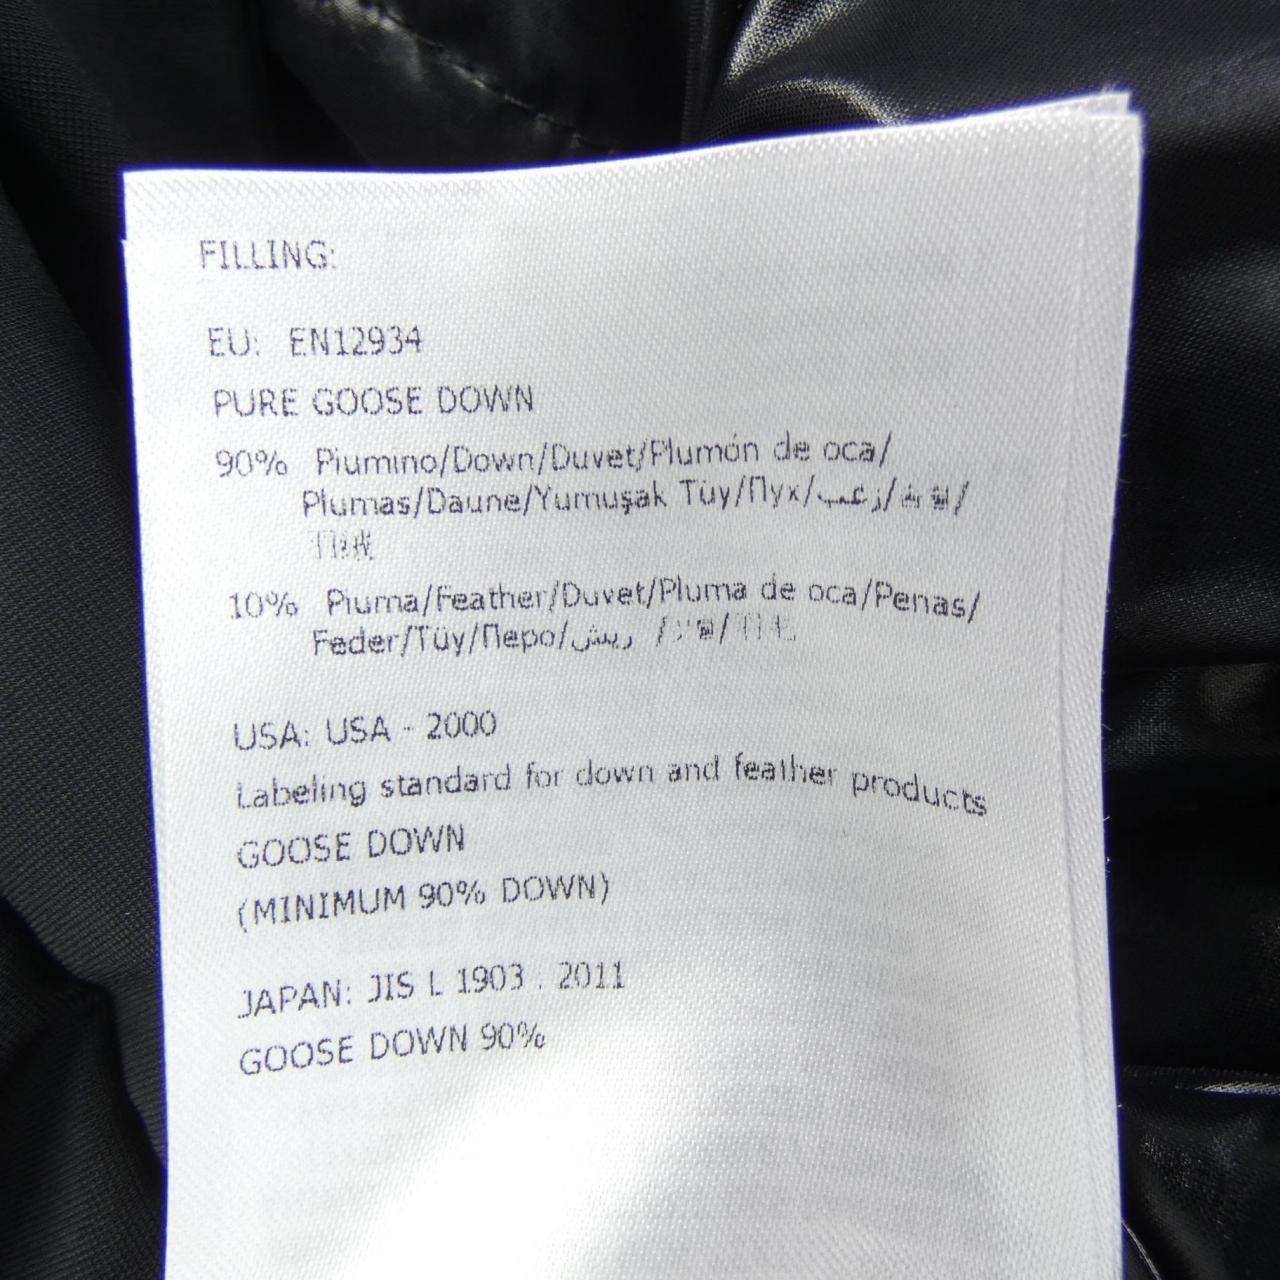 FILLING:
EU: EN12934
PURE GOOSE DOWN
90% Piumino/Down/Duvet/Plumón de oca/
Plumas/Daune/Yumuşak Tüy/Пух/زغب/
10% Piuma/Feather/Duvet/Pluma de oca/Penas/
Feder/Tüy/Перо/ريش /
USA: USA - 2000
Labeling standard for down and feather products
GOOSE DOWN
(MINIMUM 90% DOWN)
JAPAN: JIS L 1903 . 2011
GOOSE DOWN 90%